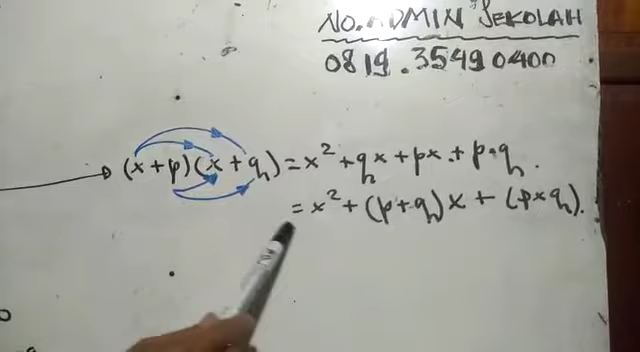 NO. ADMIN SEKOLAH
0819.35490400
(x+p)(x+q) = x²+qx+px+p.q.
= x²+(p+q)x+(p×q).